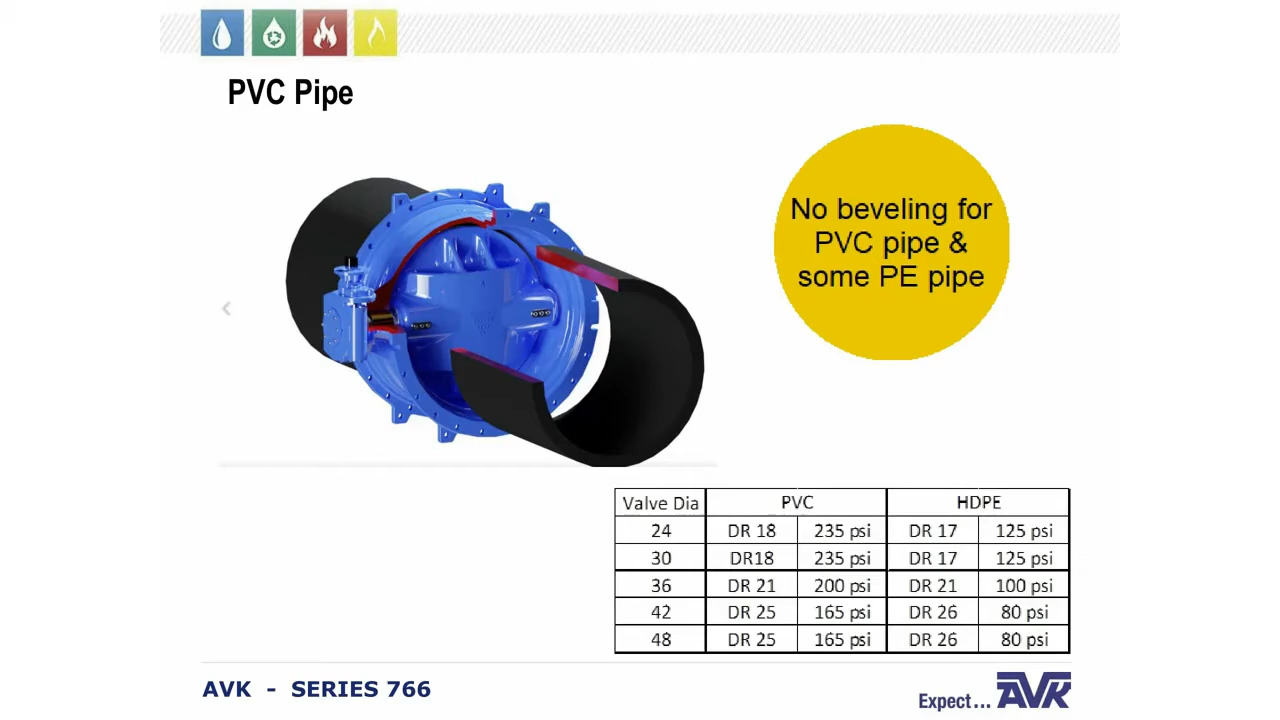 PVC Pipe
No beveling for
PVC pipe &
some PE pipe
Valve Dia PVC HDPE
24 DR 18 235 psi DR 17 125 psi
30 DR18 235 psi DR 17 125 psi
36 DR 21 200 psi DR 21 100 psi
42 DR 25 165 psi DR 26 80 psi
48 DR 25 165 psi DR 26 80 psi
AVK - SERIES 766
Expect... AVK